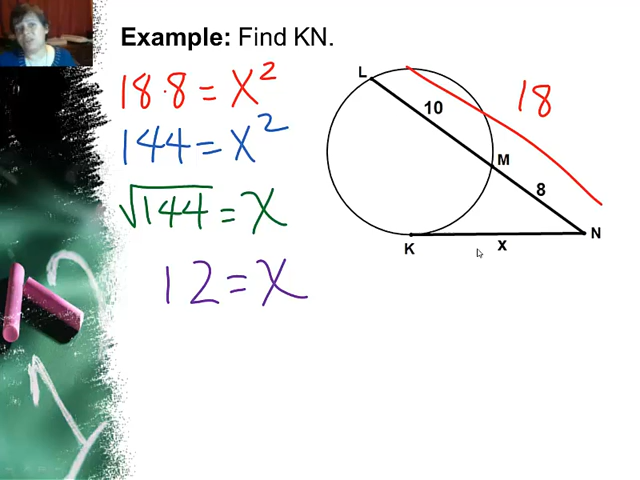 Example: Find KN.
18·8 = x²
144 = x²
√144 = x
12 = x
L
10
18
M
8
N
K
x